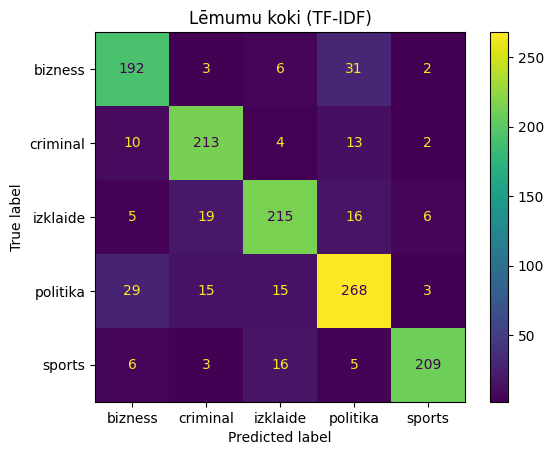 Lēmumu koki (TF-IDF)
bizness 192 3 6 31 2
criminal 10 213 4 13 2
izklaide 5 19 215 16 6
politika 29 15 15 268 3
sports 6 3 16 5 209
bizness criminal izklaide politika sports
Predicted label
True label
250
200
150
100
50